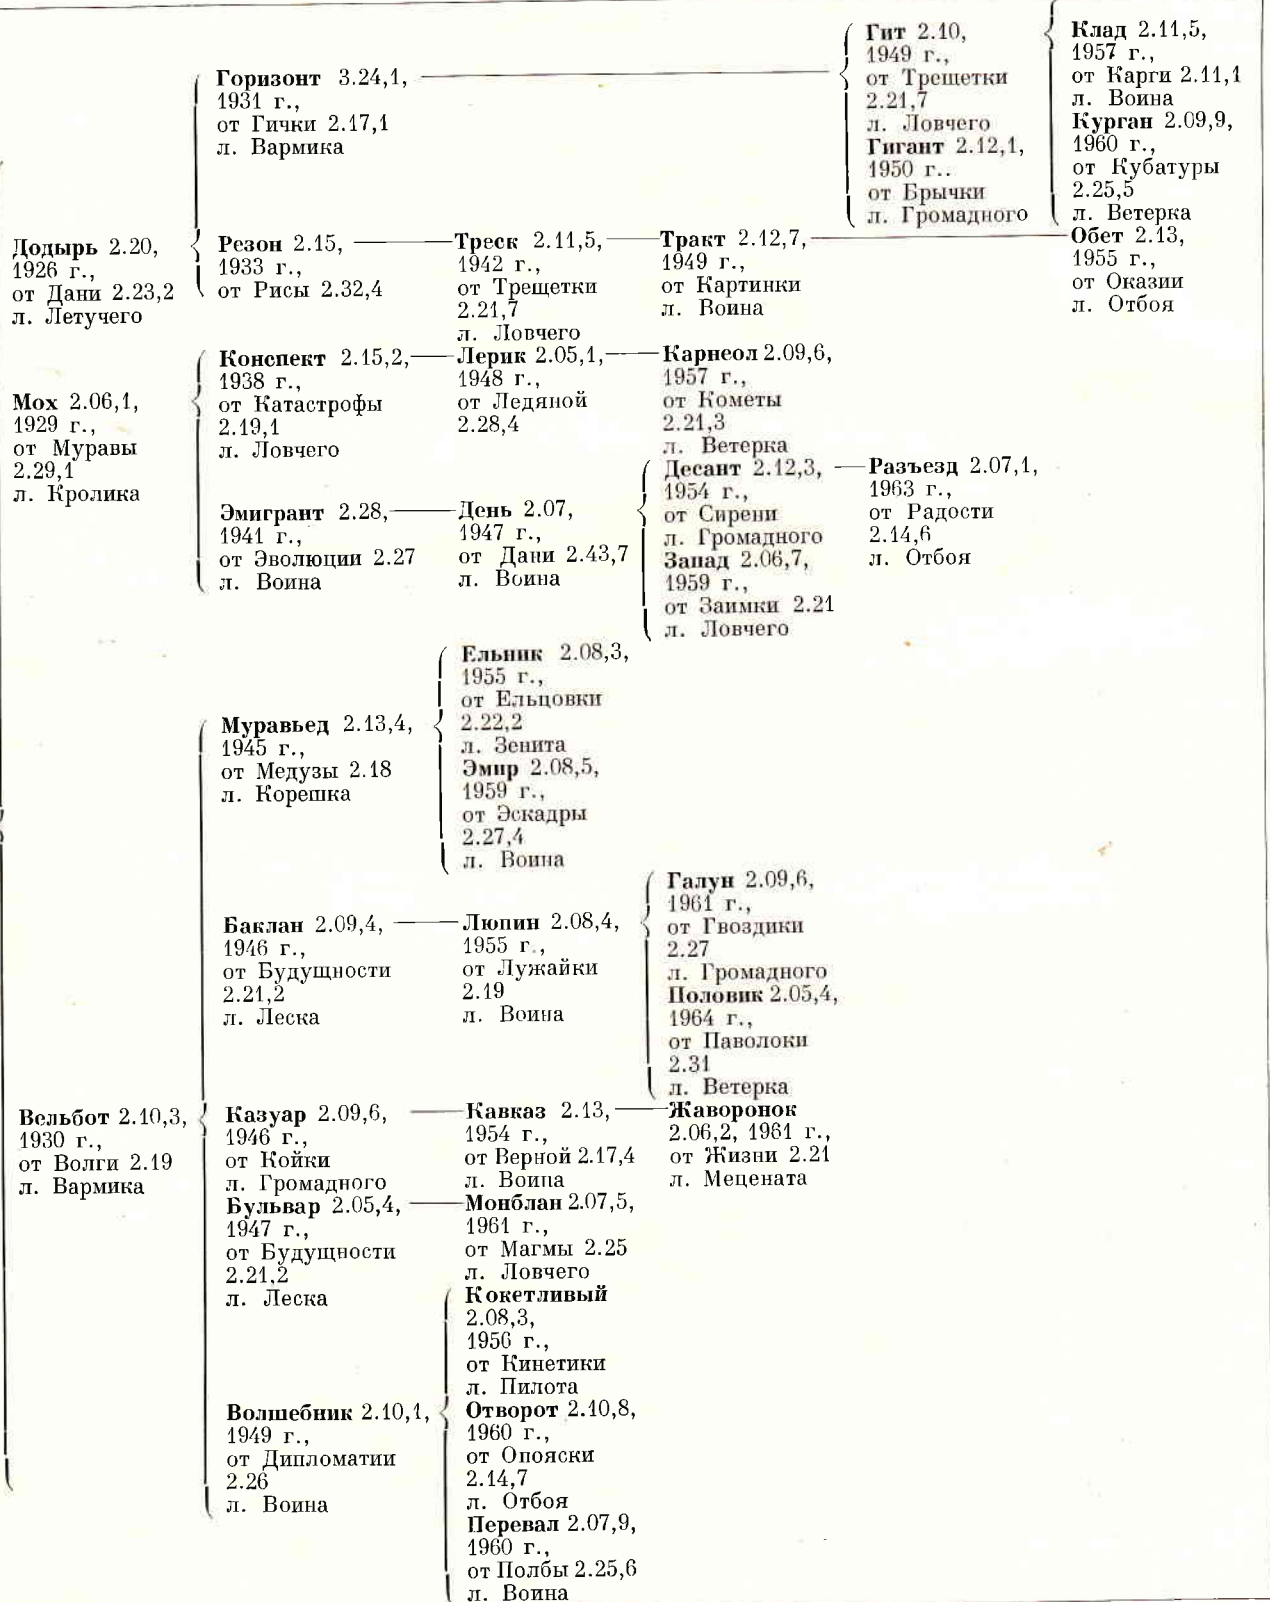 Додырь 2.20,
1926 г.,
от Дани 2.23,2
л. Летучего
Мох 2.06,1,
1929 г.,
от Муравы
2.29,1
л. Кролика
Вельбот 2.10,3,
1930 г.,
от Волги 2.19
л. Вармика
Горизонт 3.24,1,
1931 г.,
от Гички 2.17,1
л. Вармика
Резон 2.15,
1933 г.,
от Рисы 2.32,4
Конспект 2.15,2,
1938 г.,
от Катастрофы
2.19,1
л. Ловчего
Эмигрант 2.28,
1941 г.,
от Эволюции 2.27
л. Воина
Муравьед 2.13,4,
1945 г.,
от Медузы 2.18
л. Корешка
Баклан 2.09,4,
1946 г.,
от Будущности
2.21,2
л. Леска
Казуар 2.09,6,
1946 г.,
от Койки
л. Громадного
Бульвар 2.05,4,
1947 г.,
от Будущности
2.21,2
л. Леска
Волшебник 2.10,1,
1949 г.,
от Дипломатии
2.26
л. Воина
Треск 2.11,5,
1942 г.,
от Трещетки
2.21,7
л. Ловчего
Лерик 2.05,1,
1948 г.,
от Ледяной
2.28,4
День 2.07,
1947 г.,
от Дани 2.43,7
л. Воина
Ельник 2.08,3,
1955 г.,
от Ельцовки
2.22,2
л. Зенита
Эмир 2.08,5,
1959 г.,
от Эскадры
2.27,4
л. Воина
Люпин 2.08,4,
1955 г.,
от Лужайки
2.19
л. Воина
Кавказ 2.13,
1954 г.,
от Верной 2.17,4
л. Воина
Монблан 2.07,5,
1961 г.,
от Магмы 2.25
л. Ловчего
Кокетливый
2.08,3,
1956 г.,
от Кинетики
л. Пилота
Отворот 2.10,8,
1960 г.,
от Опояски
2.14,7
л. Отбоя
Перевал 2.07,9,
1960 г.,
от Полбы 2.25,6
л. Воина
Тракт 2.12,7,
1949 г.,
от Картинки
л. Воина
Карнеол 2.09,6,
1957 г.,
от Кометы
2.21,3
л. Ветерка
Десант 2.12,3,
1954 г.,
от Сирени
л. Громадного
Запад 2.06,7,
1959 г.,
от Заимки 2.21
л. Ловчего
Галун 2.09,6,
1961 г.,
от Гвоздики
2.27
л. Громадного
Половик 2.05,4,
1964 г.,
от Паволоки
2.31
л. Ветерка
Жаворонок
2.06,2, 1961 г.,
от Жизни 2.21
л. Мецената
Гит 2.10,
1949 г.,
от Трещетки
2.21,7
л. Ловчего
Гигант 2.12,1,
1950 г..
от Брычки
л. Громадного
Разъезд 2.07,1,
1963 г.,
от Радости
2.14,6
л. Отбоя
Клад 2.11,5,
1957 г.,
от Карги 2.11,1
л. Воина
Курган 2.09,9,
1960 г.,
от Кубатуры
2.25,5
л. Ветерка
Обет 2.13,
1955 г.,
от Оказии
л. Отбоя